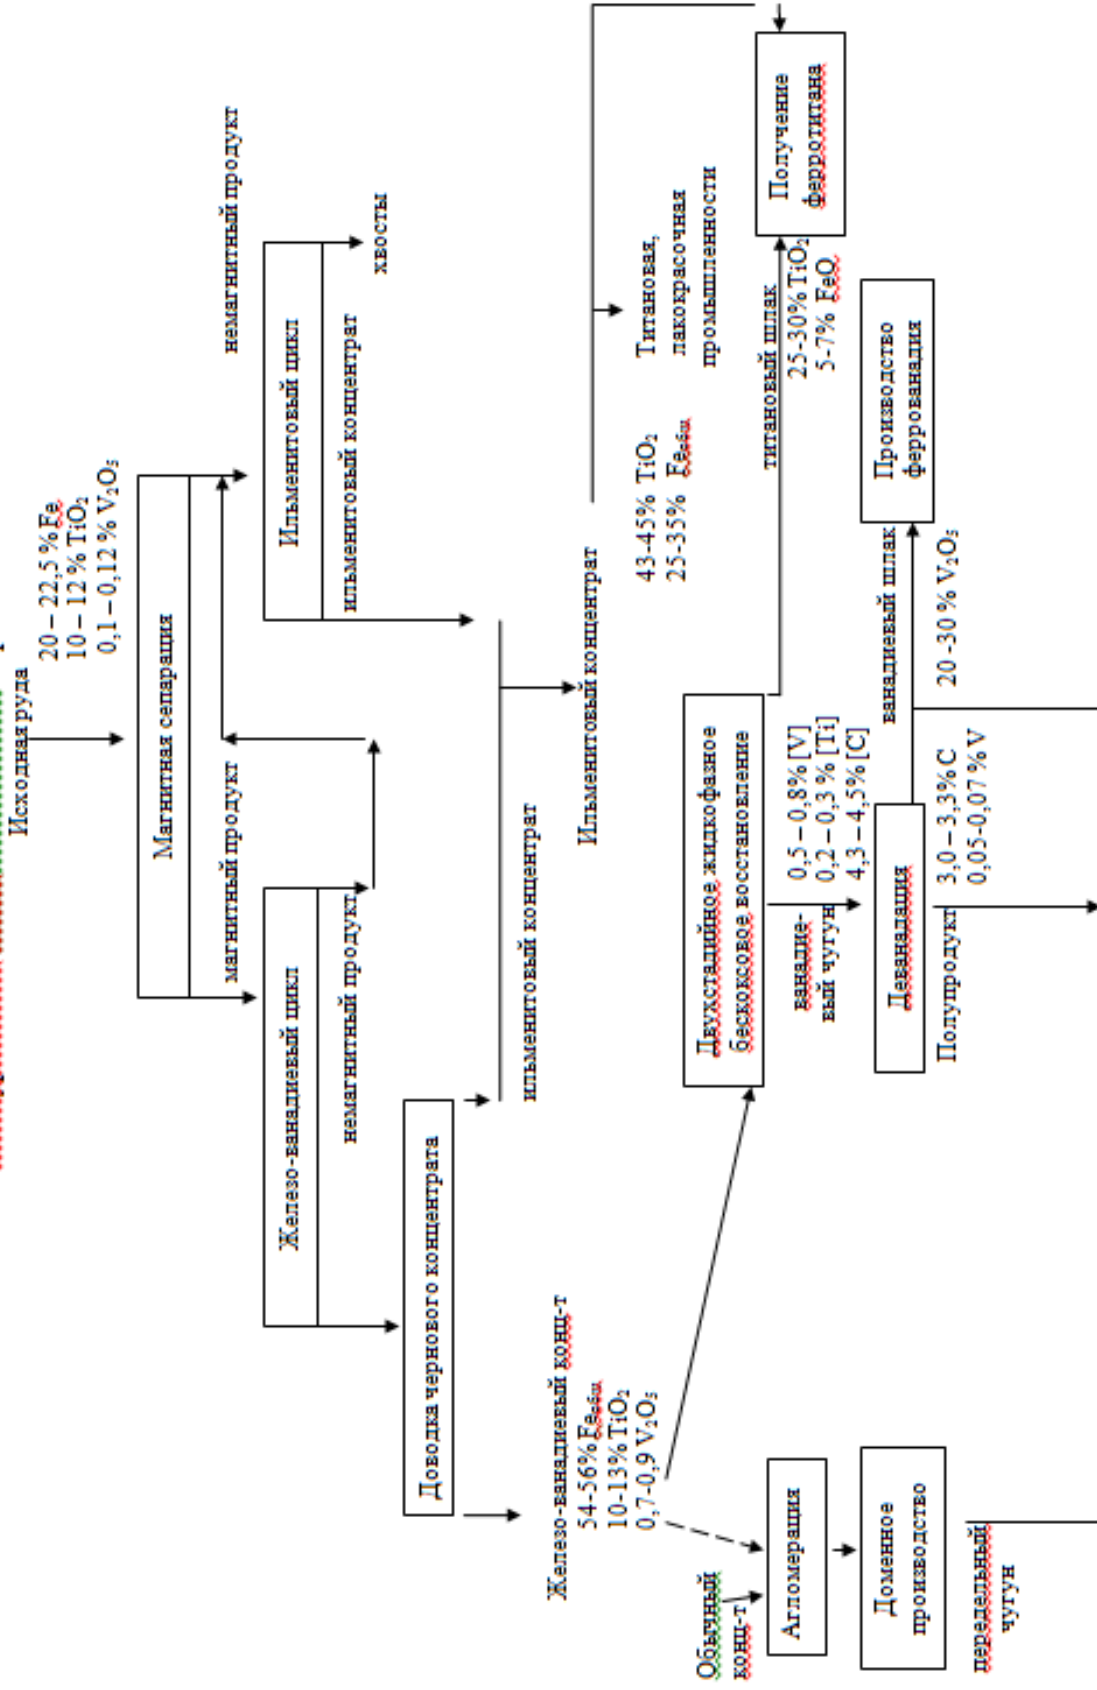 Исходная руда
20 – 22,5 % Fe
10 – 12 % TiO₂
0,1 – 0,12 % V₂O₅
Магнитная сепарация
магнитный продукт
немагнитный продукт
Железо-ванадиевый цикл
Ильменитовый цикл
немагнитный продукт
ильменитовый концентрат
хвосты
Доводка чернового концентрата
ильменитовый концентрат
Железо-ванадиевый конц-т
54-56% Feобщ
10-13% TiO₂
0,7-0,9 V₂O₅
Ильменитовый концентрат
43-45% TiO₂
25-35% Feобщ
Титановая,
лакокрасочная
промышленности
Обычный
конц-т
Агломерация
Двухстадийное жидкофазное
бескоксовое восстановление
титановый шлак
25-30% TiO₂
5-7% FeO
Получение
ферротитана
ванадие-
вый чугун
0,5 – 0,8% [V]
0,2 – 0,3 % [Ti]
4,3 – 4,5% [C]
Доменное
производство
Деванадация
ванадиевый шлак
20 -30 % V₂O₅
Производство
феррованадия
передельный
чугун
Полупродукт
3,0 – 3,3% C
0,05-0,07 % V